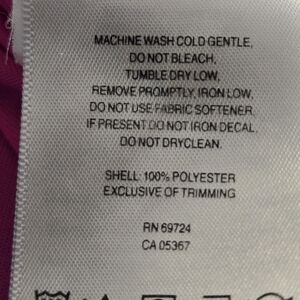 MACHINE WASH COLD GENTLE,
DO NOT BLEACH,
TUMBLE DRY LOW,
REMOVE PROMPTLY, IRON LOW.
DO NOT USE FABRIC SOFTENER.
IF PRESENT DO NOT IRON DECAL.
DO NOT DRYCLEAN.
SHELL: 100% POLYESTER
EXCLUSIVE OF TRIMMING
RN 69724
CA 05367